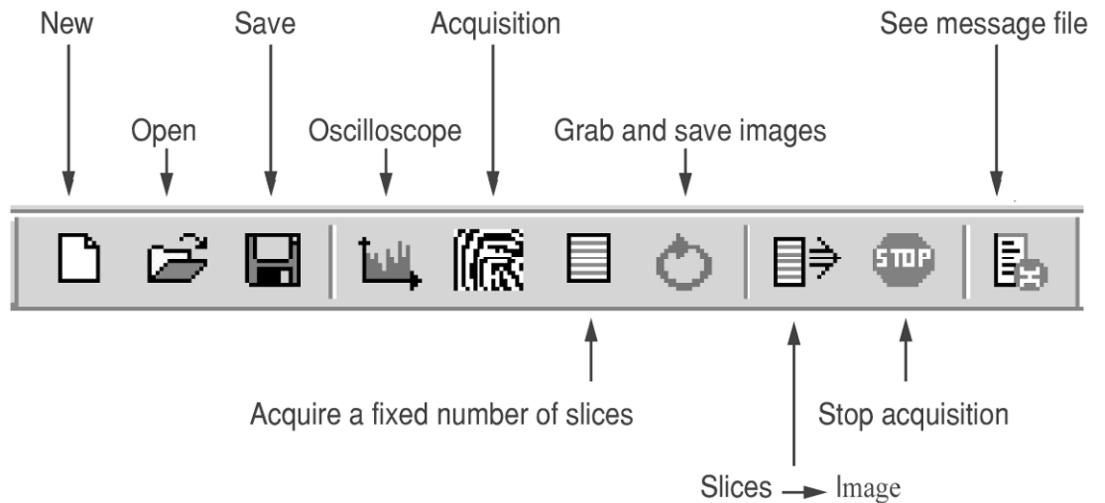 New
Save
Acquisition
See message file
Open
Oscilloscope
Grab and save images
STOP
Acquire a fixed number of slices
Stop acquisition
Slices → Image